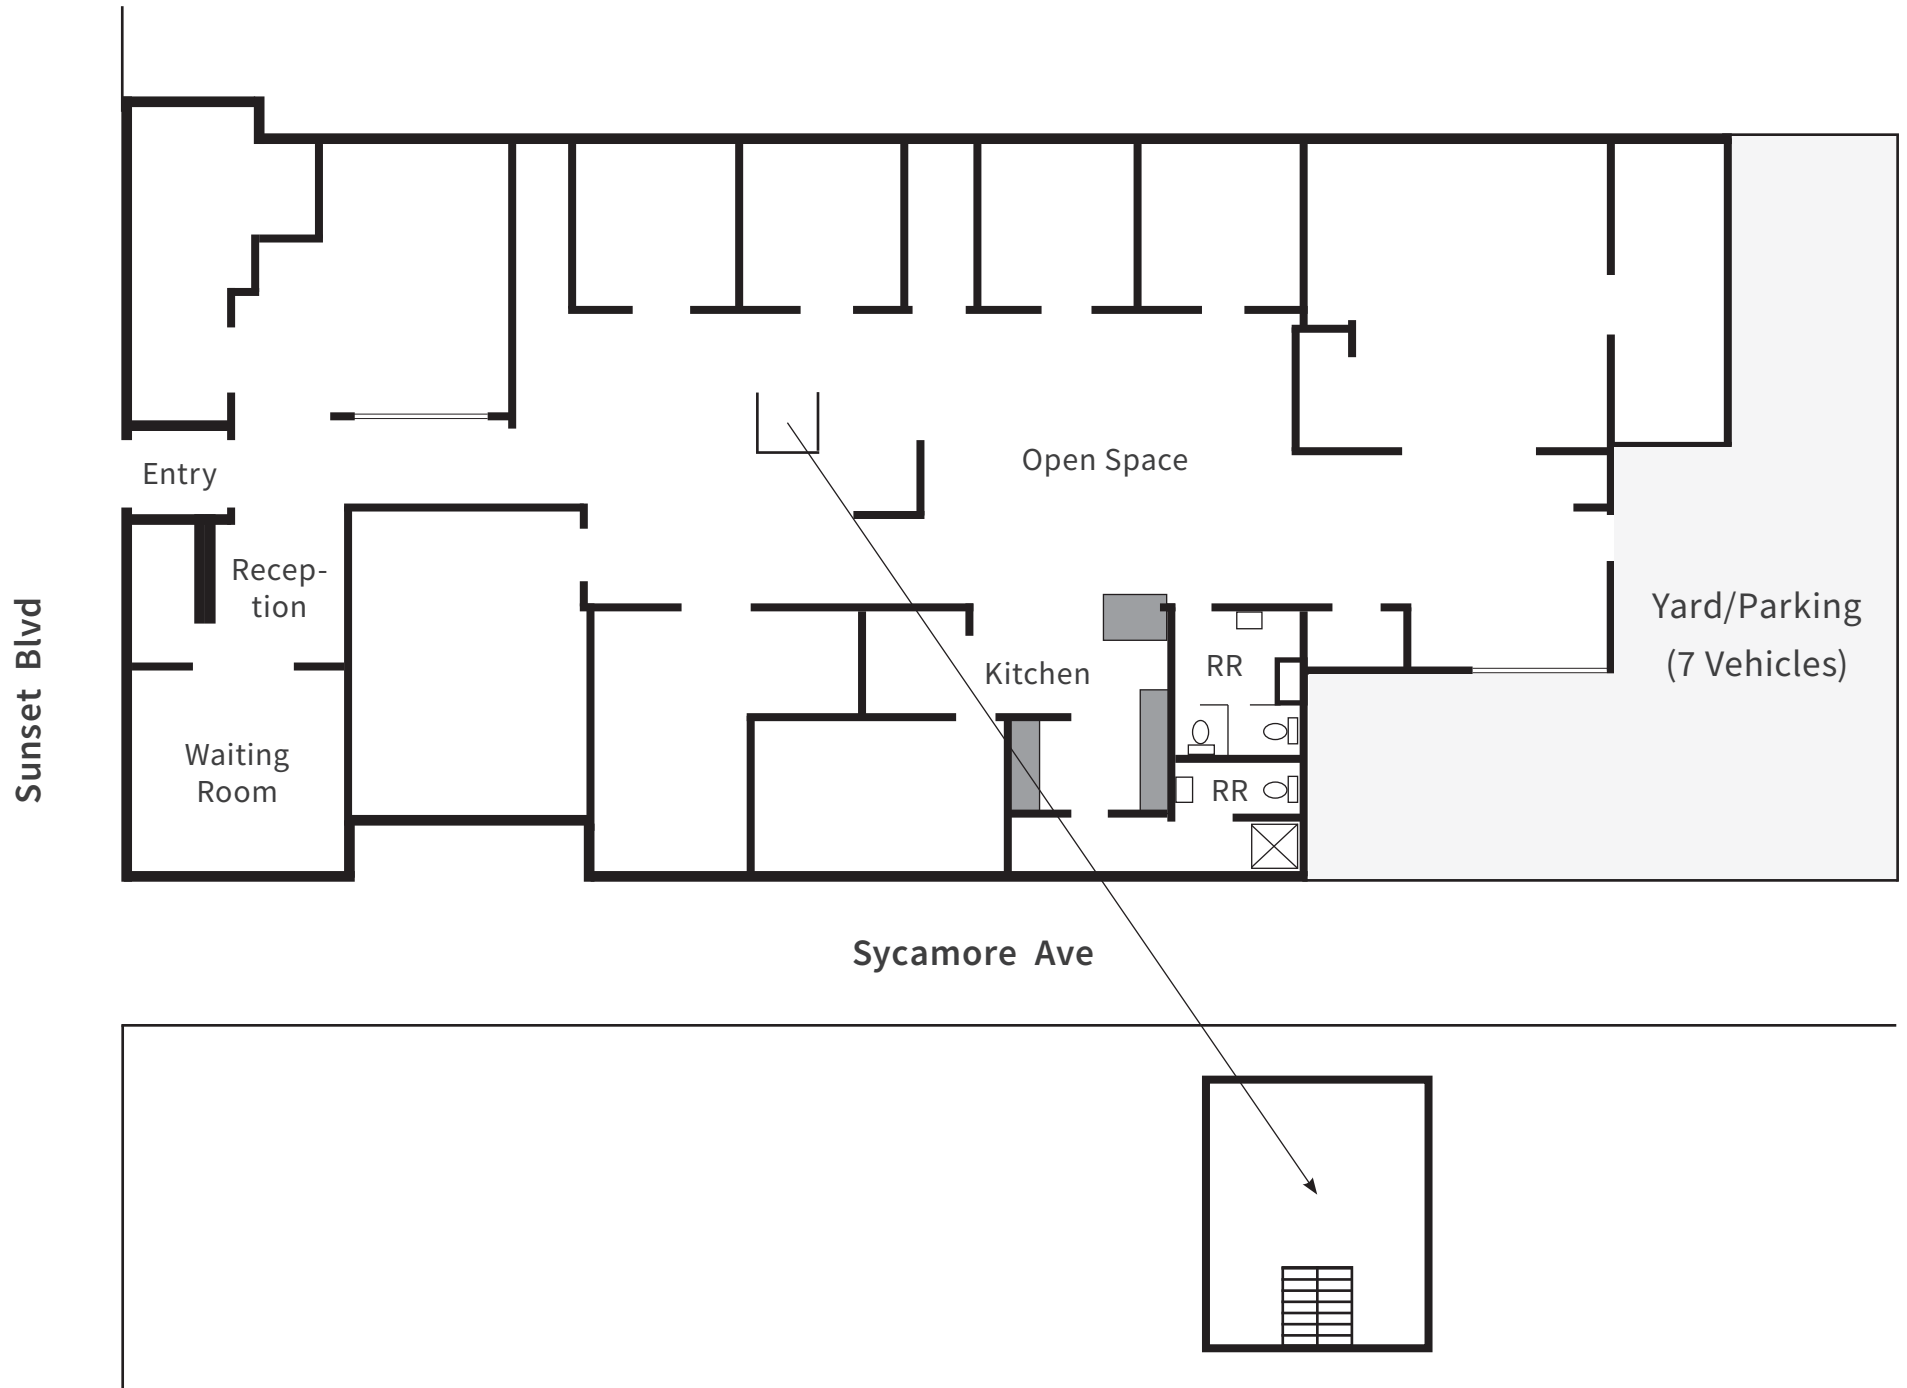 Entry
Open Space
Recep-
tion
Sunset Blvd
Yard/Parking
(7 Vehicles)
Kitchen
RR
Waiting
Room
RR
Sycamore Ave